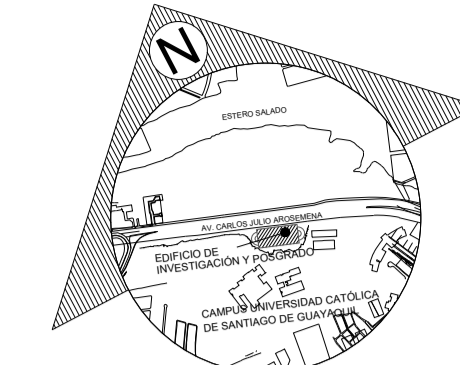 N
ESTERO SALADO
AV. CARLOS JULIO AROSEMENA
EDIFICIO DE
INVESTIGACIÓN Y POSGRADO
CAMPUS UNIVERSIDAD CATÓLICA
DE SANTIAGO DE GUAYAQUIL